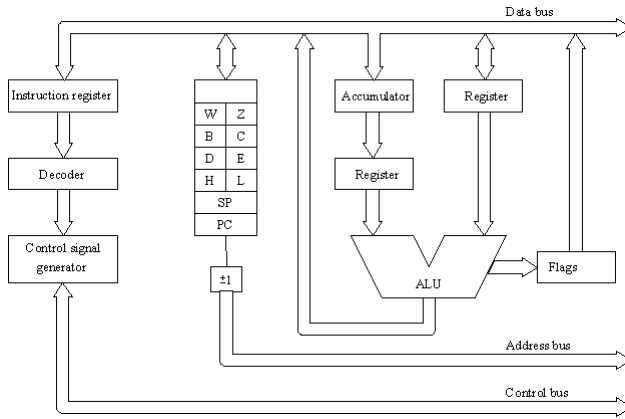 Data bus
Instruction register
Accumulator
Register
W Z
B C
D E
Decoder
Register
H L
SP
PC
Control signal
generator
±1
ALU
Flags
Address bus
Control bus